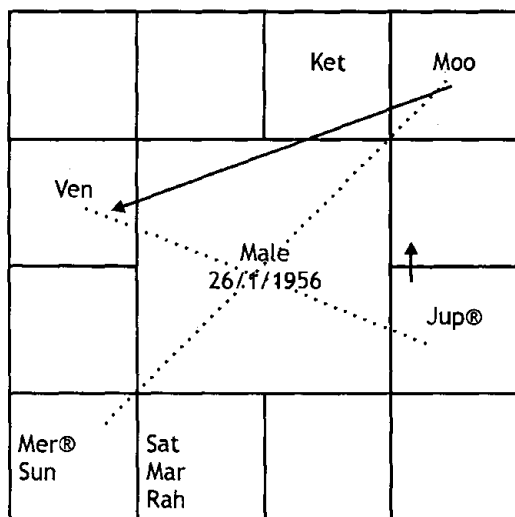 Ket Moo
Ven
Male
26/1/1956
Jup®
Mer® Sat
Sun Mar
Rah